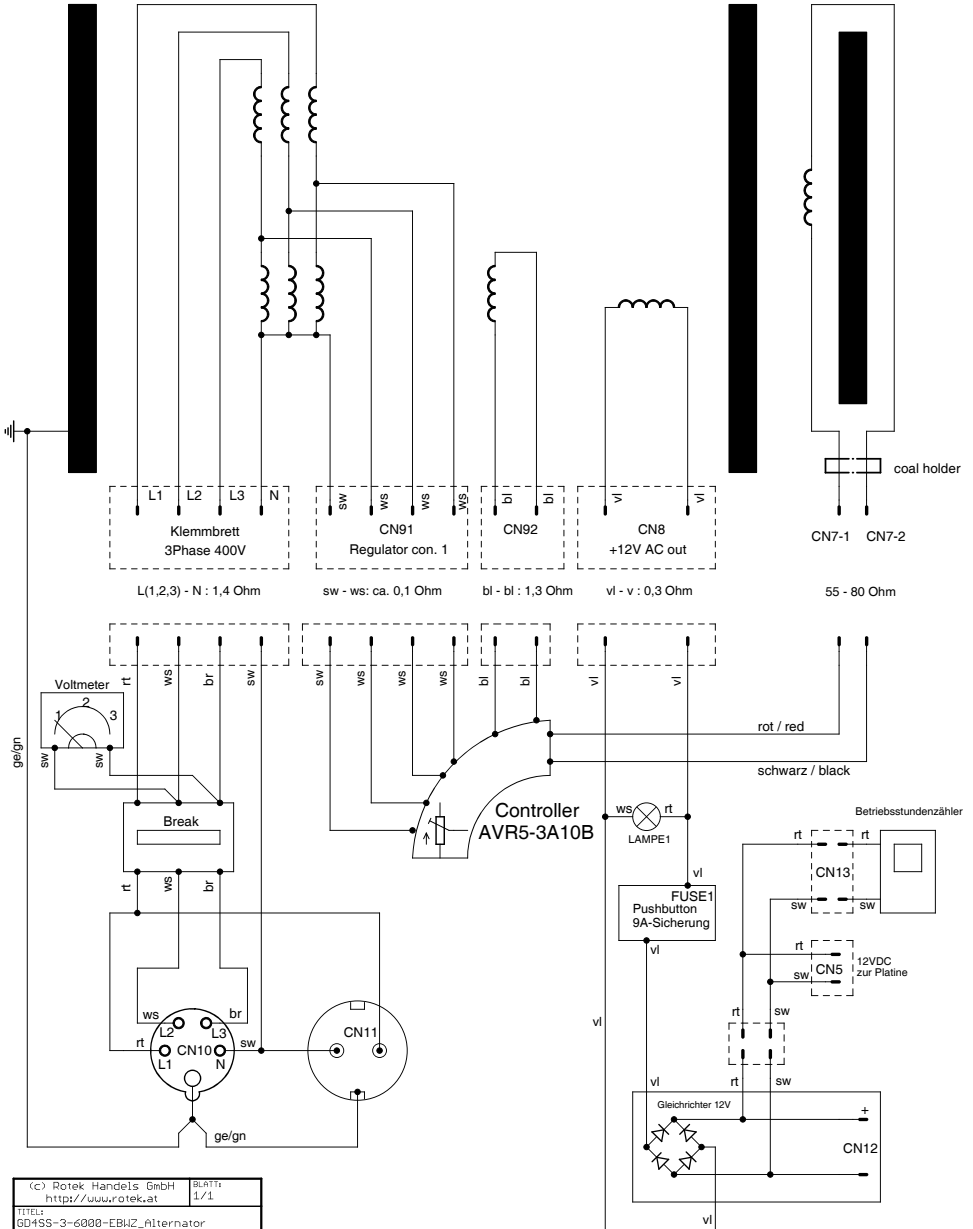 coal holder
L1 L2 L3 N
sw ws ws ws
bl bl
vl vl
Klemmbrett
3Phase 400V
CN91
Regulator con. 1
CN92
CN8
+12V AC out
CN7-1 CN7-2
L(1,2,3) - N : 1,4 Ohm
sw - ws: ca. 0,1 Ohm
bl - bl : 1,3 Ohm
vl - v : 0,3 Ohm
55 - 80 Ohm
rt ws br sw
sw ws ws ws
bl bl
vl vl
Voltmeter
1 2 3
sw sw
ge/gn
rot / red
schwarz / black
Controller
AVR5-3A10B
Break
rt ws br
ws rt
LAMPE1
vl
FUSE1
Pushbutton
9A-Sicherung
vl
Betriebsstundenzähler
rt rt
CN13
sw sw
rt
CN5
sw
12VDC
zur Platine
rt sw
rt sw
ws L2 L3 br
rt L1 CN10 N sw
CN11
ge/gn
vl
vl
Gleichrichter 12V
+
CN12
-
vl
(c) Rotek Handels GmbH
http://www.rotek.at
BLATT:
1/1
TITEL:
GD4SS-3-6000-EBWZ_Alternator